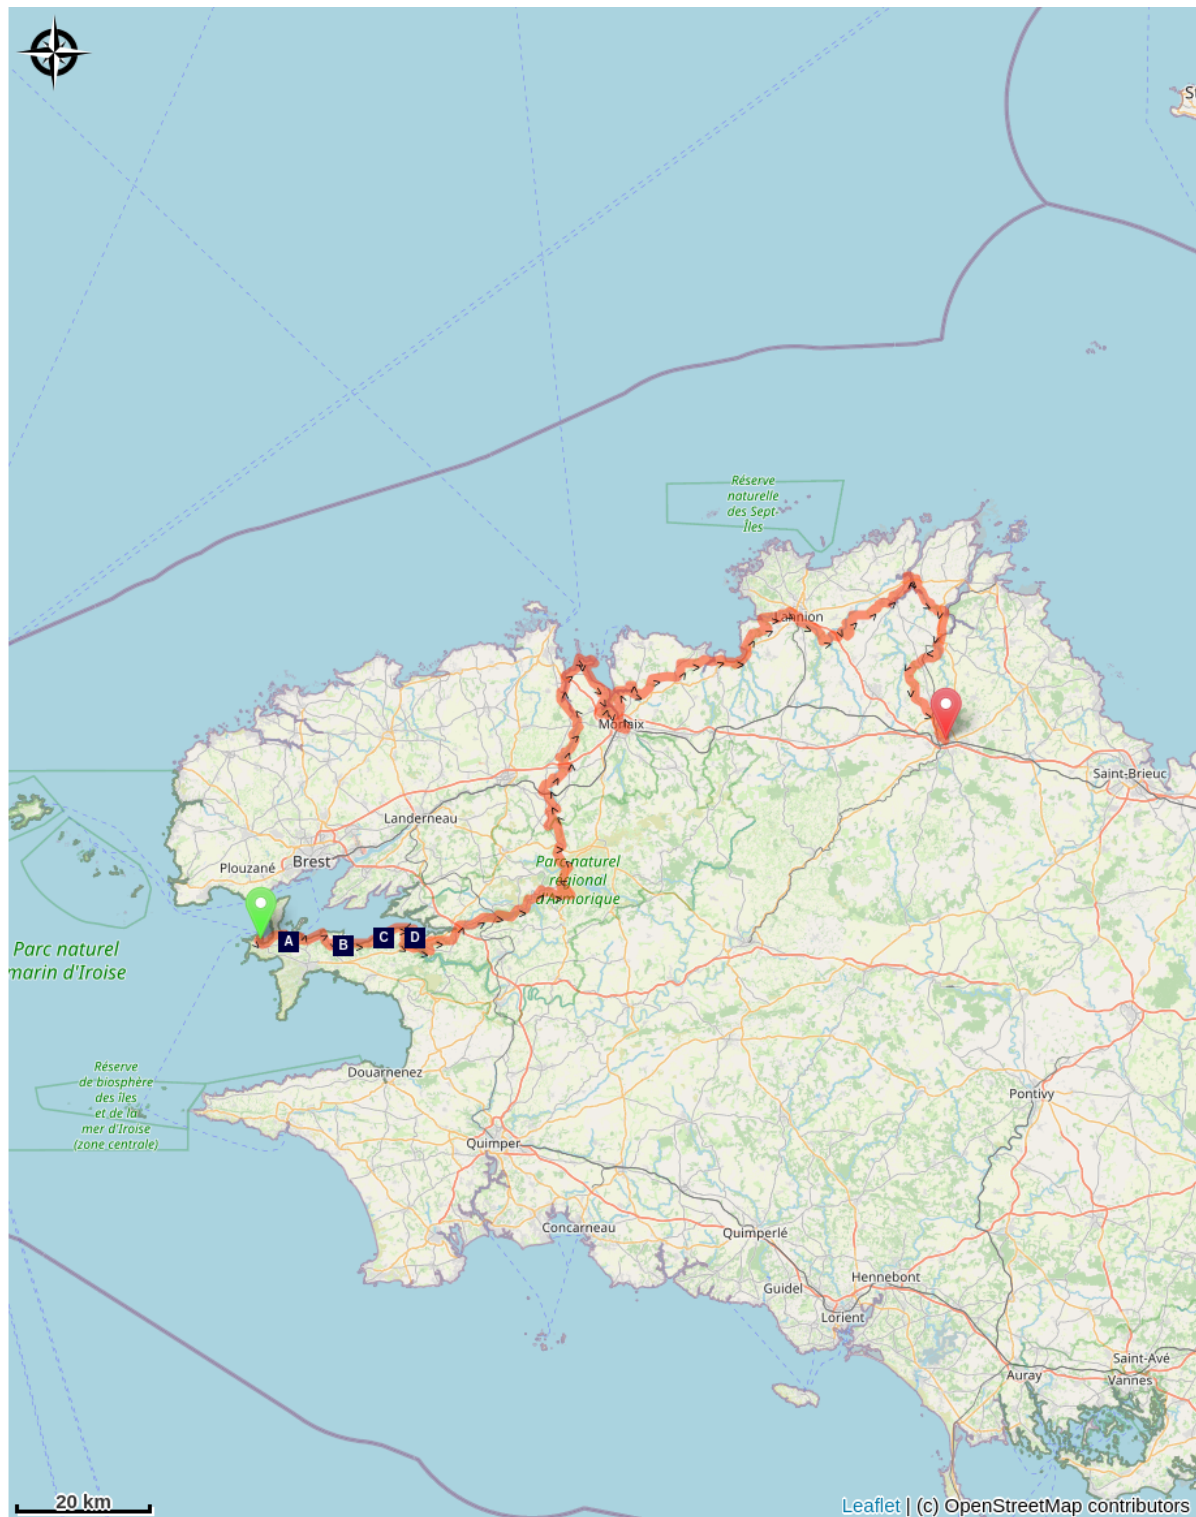 St
Réserve
naturelle
des Sept-
Îles
Lannion
Morlaix
Saint-Brieuc
Landerneau
Brest
Plouzané
Parc naturel
régional
d'Armorique
A
B
C
D
Parc naturel
marin d'Iroise
Réserve
de biosphère
des îles
et de la
mer d'Iroise
(zone centrale)
Douarnenez
Pontivy
Quimper
Concarneau
Quimperlé
Hennebont
Guidel
Lorient
Saint-Avé
Auray
Vannes
20 km
Leaflet | (c) OpenStreetMap contributors